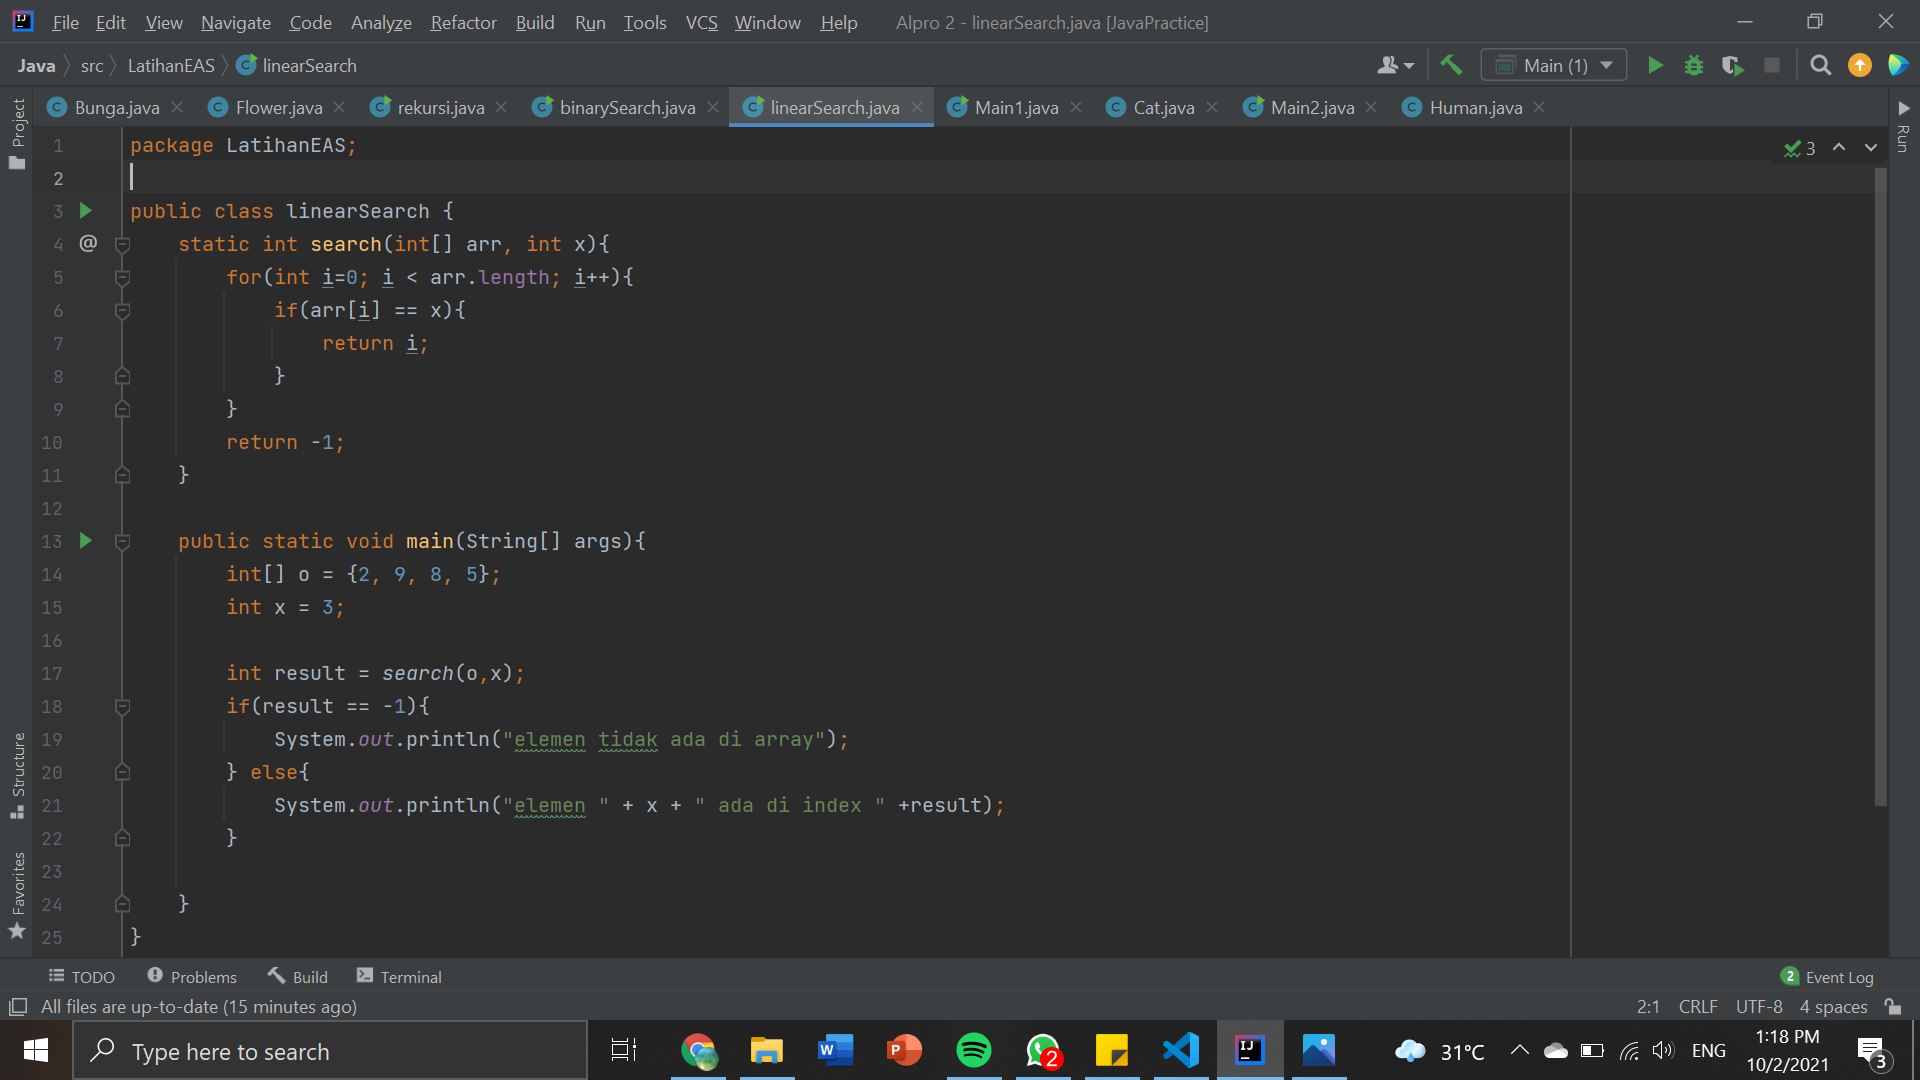 File Edit View Navigate Code Analyze Refactor Build Run Tools VCS Window Help Alpro 2 - linearSearch.java [JavaPractice]
Java src LatihanEAS linearSearch Main (1)
Bunga.java Flower.java rekursi.java binarySearch.java linearSearch.java Main1.java Cat.java Main2.java Human.java
Project
Structure
Favorites
Run
3
1 package LatihanEAS;
2
3 public class linearSearch {
4 @ static int search(int[] arr, int x){
5 for(int i=0; i < arr.length; i++){
6 if(arr[i] == x){
7 return i;
8 }
9 }
10 return -1;
11 }
12
13 public static void main(String[] args){
14 int[] o = {2, 9, 8, 5};
15 int x = 3;
16
17 int result = search(o,x);
18 if(result == -1){
19 System.out.println("elemen tidak ada di array");
20 } else{
21 System.out.println("elemen " + x + " ada di index " +result);
22 }
23
24 }
25 }
TODO Problems Build Terminal 2 Event Log
All files are up-to-date (15 minutes ago) 2:1 CRLF UTF-8 4 spaces
Type here to search 2 31°C ENG 1:18 PM
10/2/2021 3